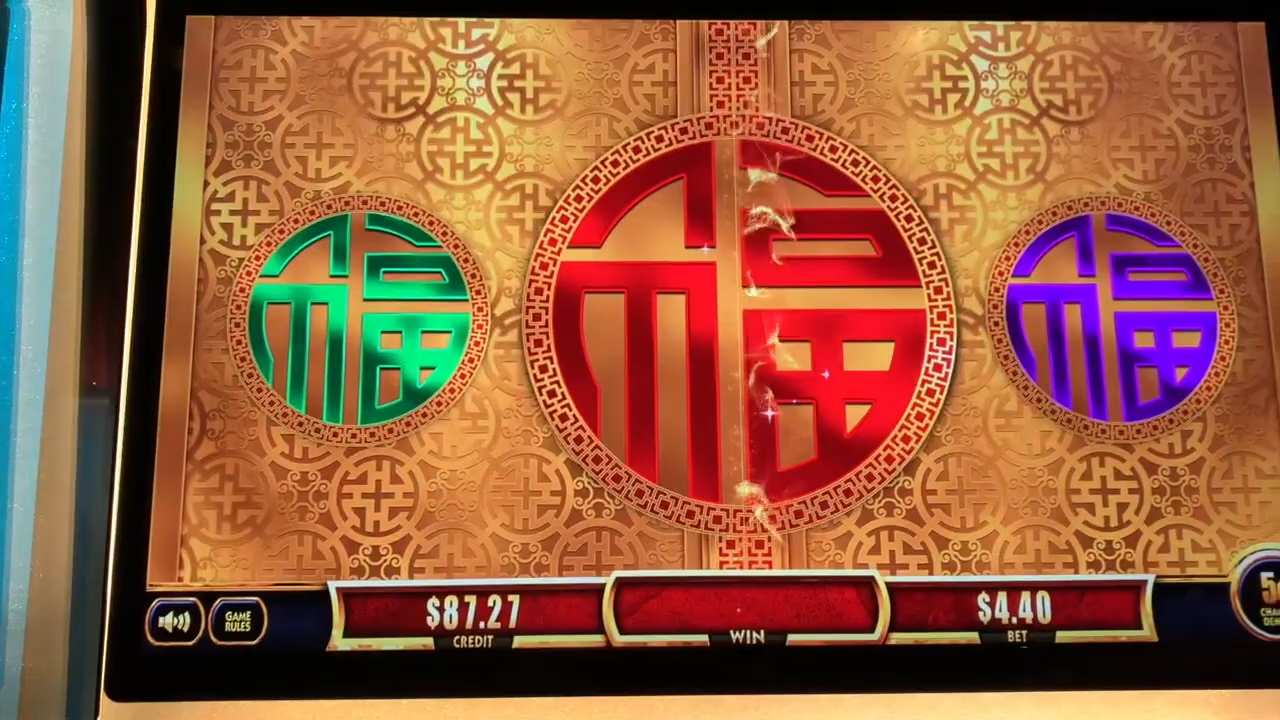 福
福
福
$87.27
CREDIT
WIN
$4.40
BET
GAME
RULES